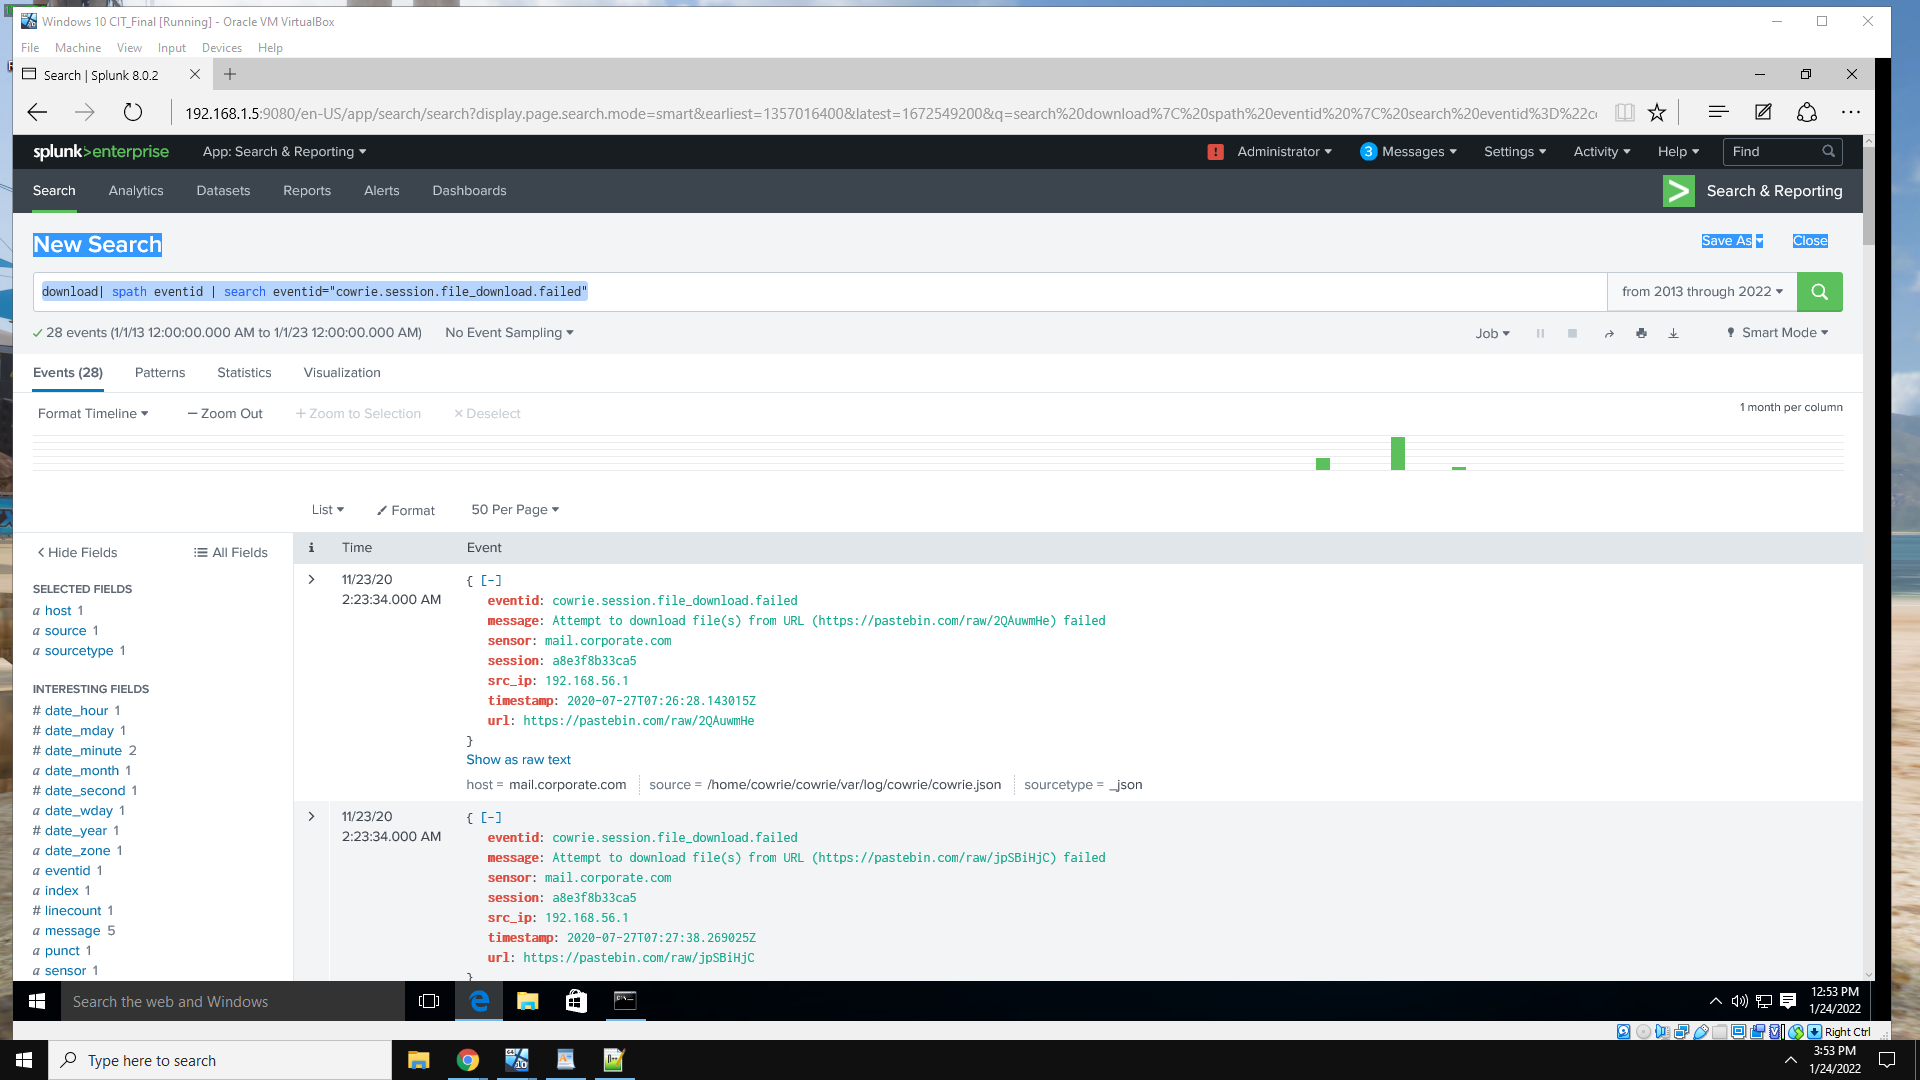 Windows 10 CIT_Final [Running] - Oracle VM VirtualBox
File Machine View Input Devices Help
Search | Splunk 8.0.2
192.168.1.5:9080/en-US/app/search/search?display.page.search.mode=smart&earliest=1357016400&latest=1672549200&q=search%20download%7C%20spath%20eventid%20%7C%20search%20eventid%3D%22c
splunk>enterprise App: Search & Reporting ! Administrator 3 Messages Settings Activity Help Find
Search Analytics Datasets Reports Alerts Dashboards > Search & Reporting
New Search Save As Close
download| spath eventid | search eventid="cowrie.session.file_download.failed" from 2013 through 2022
28 events (1/1/13 12:00:00.000 AM to 1/1/23 12:00:00.000 AM) No Event Sampling Job Smart Mode
Events (28) Patterns Statistics Visualization
Format Timeline — Zoom Out + Zoom to Selection × Deselect 1 month per column
List Format 50 Per Page
< Hide Fields All Fields i Time Event
SELECTED FIELDS
a host 1
a source 1
a sourcetype 1
INTERESTING FIELDS
# date_hour 1
# date_mday 1
# date_minute 2
a date_month 1
# date_second 1
a date_wday 1
# date_year 1
a date_zone 1
a eventid 1
a index 1
# linecount 1
a message 5
a punct 1
a sensor 1
> 11/23/20
2:23:34.000 AM
{ [-]
eventid: cowrie.session.file_download.failed
message: Attempt to download file(s) from URL (https://pastebin.com/raw/2QAuwmHe) failed
sensor: mail.corporate.com
session: a8e3f8b33ca5
src_ip: 192.168.56.1
timestamp: 2020-07-27T07:26:28.143015Z
url: https://pastebin.com/raw/2QAuwmHe
}
Show as raw text
host = mail.corporate.com source = /home/cowrie/cowrie/var/log/cowrie/cowrie.json sourcetype = _json
> 11/23/20
2:23:34.000 AM
{ [-]
eventid: cowrie.session.file_download.failed
message: Attempt to download file(s) from URL (https://pastebin.com/raw/jpSBiHjC) failed
sensor: mail.corporate.com
session: a8e3f8b33ca5
src_ip: 192.168.56.1
timestamp: 2020-07-27T07:27:38.269025Z
url: https://pastebin.com/raw/jpSBiHjC
}
Search the web and Windows
12:53 PM
1/24/2022
Right Ctrl
Type here to search
3:53 PM
1/24/2022